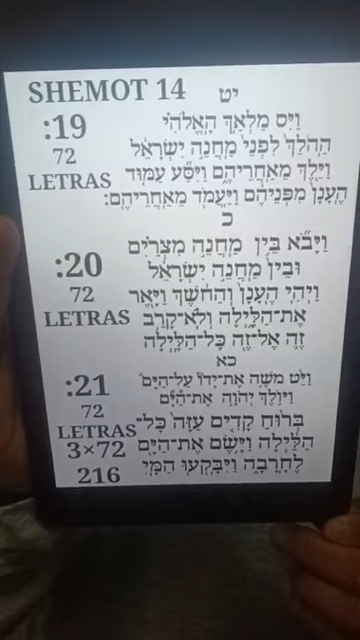 SHEMOT 14
יט
:19
72
LETRAS
וַיִּסַּע מַלְאַךְ הָאֱלֹהִים
הַהֹלֵךְ לִפְנֵי מַחֲנֵה יִשְׂרָאֵל
וַיֵּלֶךְ מֵאַחֲרֵיהֶם וַיִּסַּע עַמּוּד
הֶעָנָן מִפְּנֵיהֶם וַיַּעֲמֹד מֵאַחֲרֵיהֶם:
כ
:20
72
LETRAS
וַיָּבֹא בֵּין מַחֲנֵה מִצְרַיִם
וּבֵין מַחֲנֵה יִשְׂרָאֵל
וַיְהִי הֶעָנָן וְהַחֹשֶׁךְ וַיָּאֶר
אֶת־הַלָּיְלָה וְלֹא־קָרַב
זֶה אֶל־זֶה כָּל־הַלָּיְלָה
כא
:21
72
LETRAS
3×72
216
וַיֵּט מֹשֶׁה אֶת־יָדוֹ עַל־הַיָּם
וַיּוֹלֶךְ יְהוָה אֶת־הַיָּם
בְּרוּחַ קָדִים עַזָּה כָּל־
הַלַּיְלָה וַיָּשֶׂם אֶת־הַיָּם
לֶחָרָבָה וַיִּבָּקְעוּ הַמָּיִ